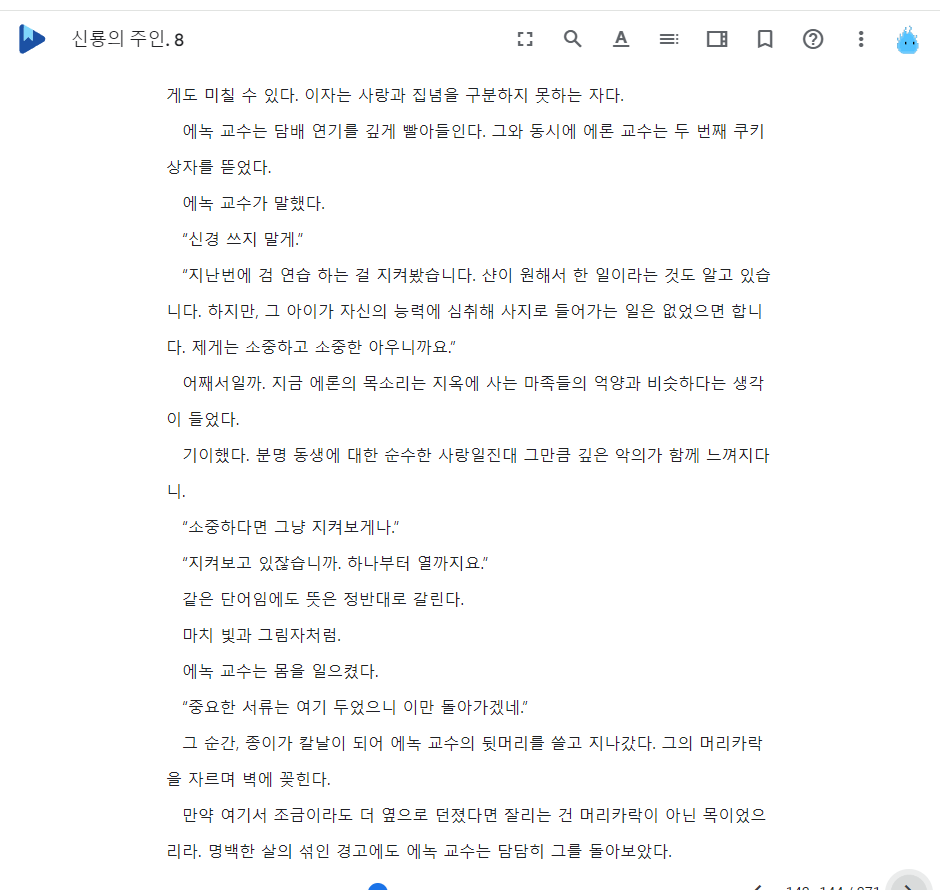 신룡의 주인. 8
게도 미칠 수 있다. 이자는 사랑과 집념을 구분하지 못하는 자다.
에녹 교수는 담배 연기를 깊게 빨아들인다. 그와 동시에 에론 교수는 두 번째 쿠키
상자를 뜯었다.
에녹 교수가 말했다.
“신경 쓰지 말게.”
“지난번에 검 연습 하는 걸 지켜봤습니다. 샨이 원해서 한 일이라는 것도 알고 있습
니다. 하지만, 그 아이가 자신의 능력에 심취해 사지로 들어가는 일은 없었으면 합니
다. 제게는 소중하고 소중한 아우니까요.”
어째서일까. 지금 에론의 목소리는 지옥에 사는 마족들의 억양과 비슷하다는 생각
이 들었다.
기이했다. 분명 동생에 대한 순수한 사랑일진대 그만큼 깊은 악의가 함께 느껴지다
니.
“소중하다면 그냥 지켜보게나.”
“지켜보고 있잖습니까. 하나부터 열까지요.”
같은 단어임에도 뜻은 정반대로 갈린다.
마치 빛과 그림자처럼.
에녹 교수는 몸을 일으켰다.
“중요한 서류는 여기 두었으니 이만 돌아가겠네.”
그 순간, 종이가 칼날이 되어 에녹 교수의 뒷머리를 쓸고 지나갔다. 그의 머리카락
을 자르며 벽에 꽂힌다.
만약 여기서 조금이라도 더 옆으로 던졌다면 잘리는 건 머리카락이 아닌 목이었으
리라. 명백한 살의 섞인 경고에도 에녹 교수는 담담히 그를 돌아보았다.